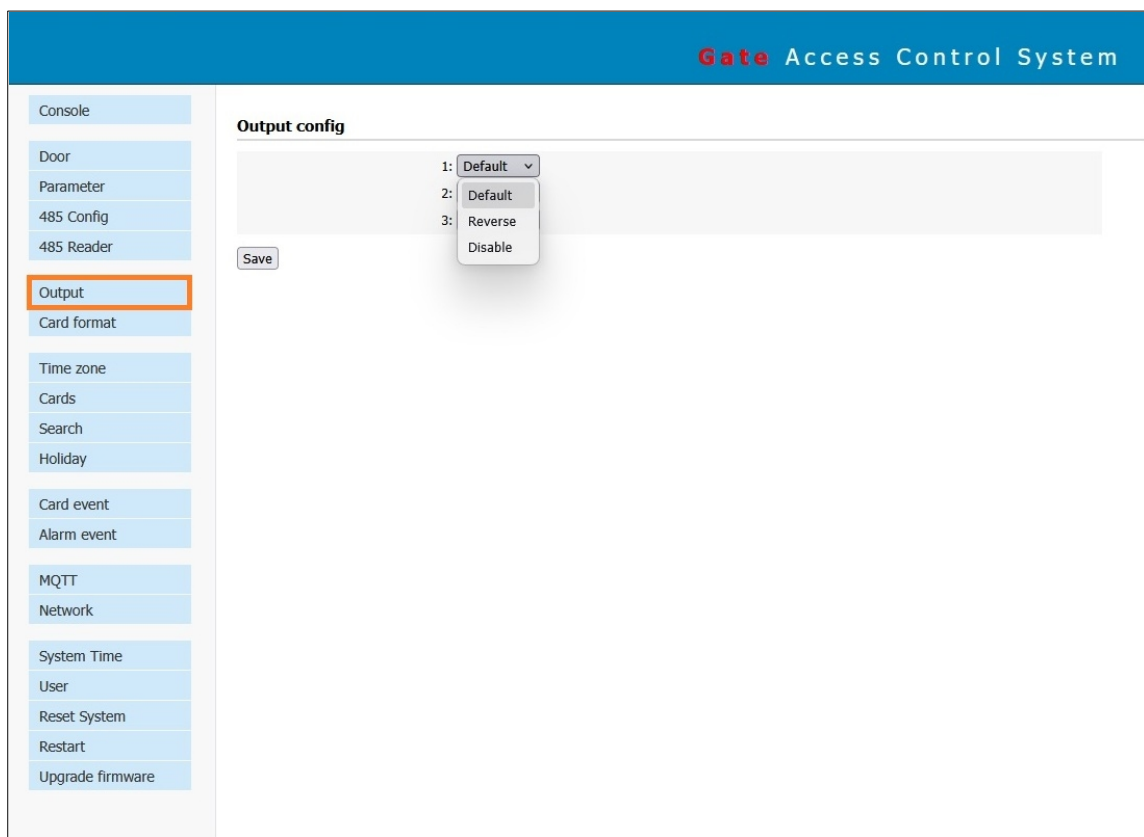 Gate Access Control System
Console
Door
Parameter
485 Config
485 Reader
Output
Card format
Time zone
Cards
Search
Holiday
Card event
Alarm event
MQTT
Network
System Time
User
Reset System
Restart
Upgrade firmware
Output config
1: Default
2:
3:
Default
Reverse
Disable
Save